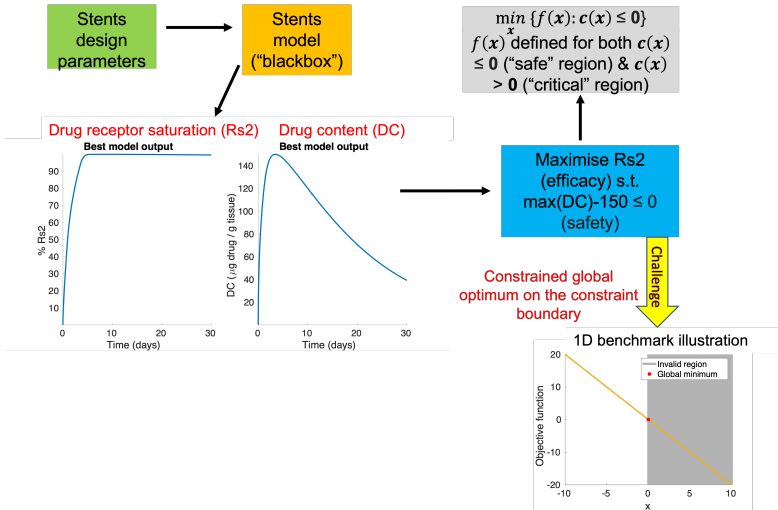 Stents
design
parameters
Stents
model
(“blackbox”)
min {f(x): c(x) ≤ 0}
x
f(x) defined for both c(x)
≤ 0 (“safe” region) & c(x)
> 0 (“critical” region)
Drug receptor saturation (Rs2)
Drug content (DC)
Best model output
90
80
70
60
50
40
30
20
10
% Rs2
0
10
20
30
Time (days)
Best model output
140
120
100
80
60
40
20
DC (μg drug / g tissue)
0
10
20
30
Time (days)
Maximise Rs2
(efficacy) s.t.
max(DC)-150 ≤ 0
(safety)
Challenge
Constrained global
optimum on the constraint
boundary
1D benchmark illustration
Invalid region
Global minimum
20
10
0
-10
-20
Objective function
-10
-5
0
5
10
x